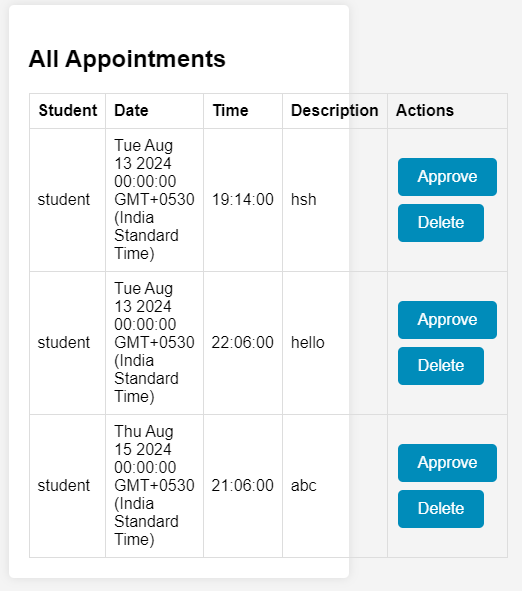 All Appointments
Student Date Time Description Actions
Tue Aug
13 2024
00:00:00
student GMT+0530 19:14:00 hsh
(India
Standard
Time)
Approve
Delete
Tue Aug
13 2024
00:00:00
student GMT+0530 22:06:00 hello
(India
Standard
Time)
Approve
Delete
Thu Aug
15 2024
00:00:00
student GMT+0530 21:06:00 abc
(India
Standard
Time)
Approve
Delete